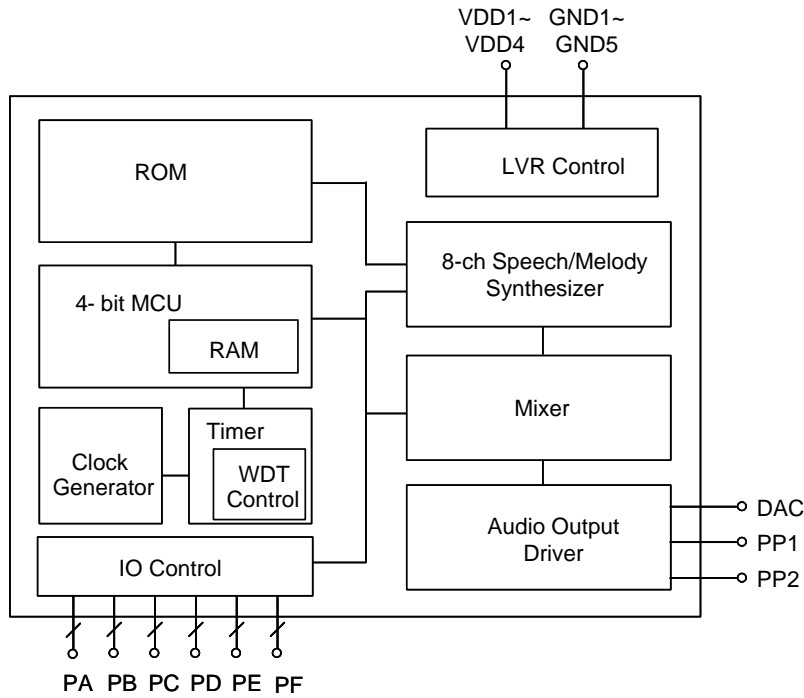 VDD1~ GND1~
VDD4 GND5
ROM
LVR Control
8-ch Speech/Melody
Synthesizer
4- bit MCU
RAM
Mixer
Timer
Clock
Generator
WDT
Control
Audio Output
Driver
DAC
PP1
PP2
IO Control
PA PB PC PD PE PF